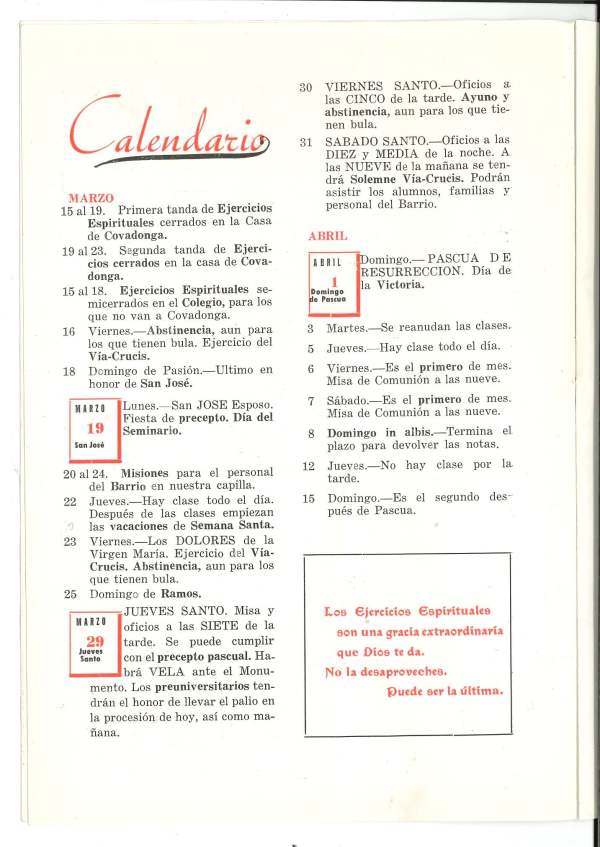 Calendario
MARZO
15 al 19. Primera tanda de Ejercicios
Espirituales cerrados en la Casa
de Covadonga.
19 al 23. Segunda tanda de Ejerci-
cios cerrados en la casa de Cova-
donga.
15 al 18. Ejercicios Espirituales se-
micerrados en el Colegio, para los
que no van a Covadonga.
16 Viernes.—Abstinencia, aun para
los que tienen bula. Ejercicio del
Vía-Crucis.
18 Domingo de Pasión.—Ultimo en
honor de San José.
MARZO
19
San José
Lunes.—San JOSE Esposo.
Fiesta de precepto. Día del
Seminario.
20 al 24. Misiones para el personal
del Barrio en nuestra capilla.
22 Jueves.—Hay clase todo el día.
Después de las clases empiezan
las vacaciones de Semana Santa.
23 Viernes.—Los DOLORES de la
Virgen María. Ejercicio del Vía-
Crucis. Abstinencia, aun para los
que tienen bula.
25 Domingo de Ramos.
MARZO
29
Jueves
Santo
JUEVES SANTO. Misa y
oficios a las SIETE de la
tarde. Se puede cumplir
con el precepto pascual. Ha-
brá VELA ante el Monu-
mento. Los preuniversitarios ten-
drán el honor de llevar el palio en
la procesión de hoy, así como ma-
ñana.
30 VIERNES SANTO.—Oficios a
las CINCO de la tarde. Ayuno y
abstinencia, aun para los que tie-
nen bula.
31 SABADO SANTO.—Oficios a las
DIEZ y MEDIA de la noche. A
las NUEVE de la mañana se ten-
drá Solemne Vía-Crucis. Podrán
asistir los alumnos, familias y
personal del Barrio.
ABRIL
ABRIL
1
Domingo
de Pascua
Domingo.—PASCUA DE
RESURRECCION. Día de
la Victoria.
3 Martes.—Se reanudan las clases.
5 Jueves.—Hay clase todo el día.
6 Viernes.—Es el primero de mes.
Misa de Comunión a las nueve.
7 Sábado.—Es el primero de mes.
Misa de Comunión a las nueve.
8 Domingo in albis.—Termina el
plazo para devolver las notas.
12 Jueves.—No hay clase por la
tarde.
15 Domingo.—Es el segundo des-
pués de Pascua.
Los Ejercicios Espirituales
son una gracia extraordinaria
que Dios te da.
No la desaproveches.
Puede ser la última.